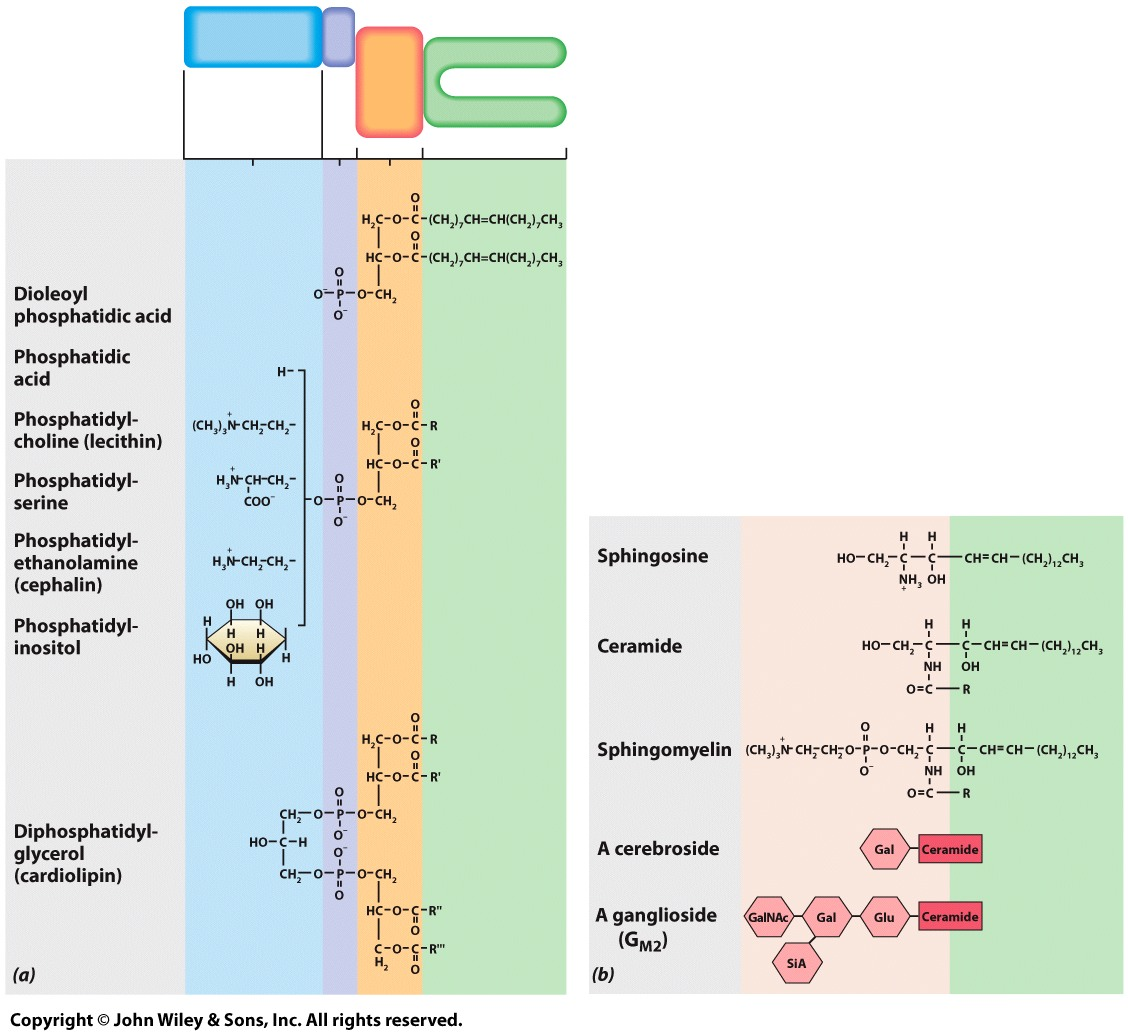 O
H₂C–O–C–(CH₂)₇CH=CH(CH₂)₇CH₃
O
HC–O–C–(CH₂)₇CH=CH(CH₂)₇CH₃
O
O⁻–P–O–CH₂
O⁻
Dioleoyl
phosphatidic acid
Phosphatidic
acid
H–
Phosphatidyl-
choline (lecithin)
(CH₃)₃N⁺–CH₂–CH₂–
Phosphatidyl-
serine
H₃N⁺–CH–CH₂–
COO⁻
O
H₂C–O–C–R
O
HC–O–C–R'
O
O–P–O–CH₂
O⁻
Phosphatidyl-
ethanolamine
(cephalin)
H₃N⁺–CH₂–CH₂–
Phosphatidyl-
inositol
OH OH
H H H
OH H
HO H
H OH
O
H₂C–O–C–R
O
HC–O–C–R'
O
CH₂–O–P–O–CH₂
O⁻
HO–C–H
O⁻
CH₂–O–P–O–CH₂
O
HC–O–C–R''
O
C–O–C–R'''
H₂ O
Diphosphatidyl-
glycerol
(cardiolipin)
(a)
Sphingosine
H H
HO–CH₂–C–C–CH=CH–(CH₂)₁₂CH₃
NH₃ OH
+
Ceramide
H H
HO–CH₂–C–C–CH=CH–(CH₂)₁₂CH₃
NH OH
O=C–R
Sphingomyelin
O H H
(CH₃)₃N⁺–CH₂–CH₂–O–P–O–CH₂–C–C–CH=CH–(CH₂)₁₂CH₃
O⁻ NH OH
O=C–R
A cerebroside
Gal Ceramide
A ganglioside
(G_M2)
GalNAc Gal Glu Ceramide
SiA
(b)
Copyright © John Wiley & Sons, Inc. All rights reserved.